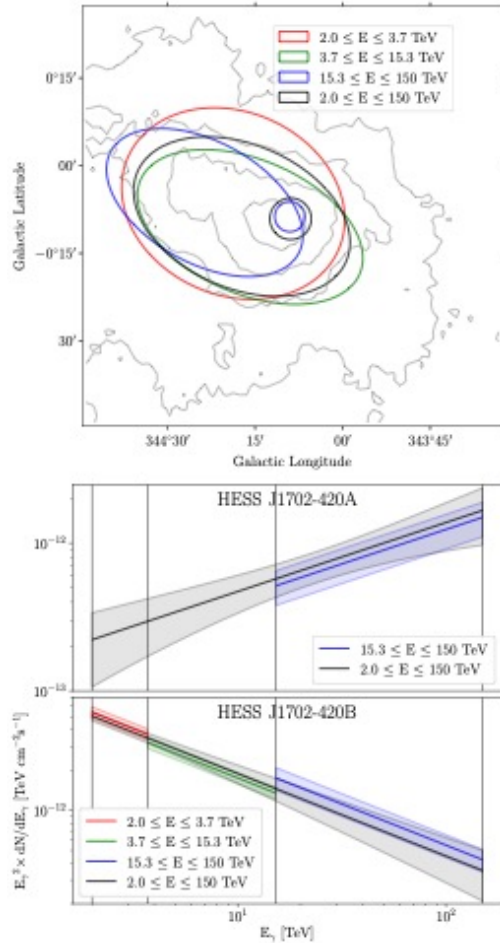 2.0 ≤ E ≤ 3.7 TeV
3.7 ≤ E ≤ 15.3 TeV
15.3 ≤ E ≤ 150 TeV
2.0 ≤ E ≤ 150 TeV
0°15′
00′
−0°15′
30′
Galactic Latitude
344°30′ 15′ 00′ 343°45′
Galactic Longitude
HESS J1702-420A
10⁻¹²
15.3 ≤ E ≤ 150 TeV
2.0 ≤ E ≤ 150 TeV
10⁻¹³
HESS J1702-420B
10⁻¹²
E_γ² × dN/dE_γ [TeV cm⁻²s⁻¹]
2.0 ≤ E ≤ 3.7 TeV
3.7 ≤ E ≤ 15.3 TeV
15.3 ≤ E ≤ 150 TeV
2.0 ≤ E ≤ 150 TeV
10¹ 10²
E_γ [TeV]